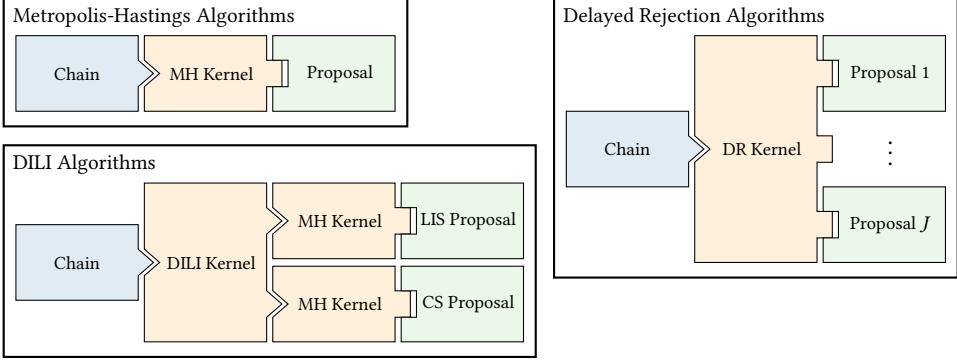 Metropolis-Hastings Algorithms
Chain MH Kernel Proposal
DILI Algorithms
Chain DILI Kernel
MH Kernel LIS Proposal
MH Kernel CS Proposal
Delayed Rejection Algorithms
Chain DR Kernel
Proposal 1
⋮
Proposal J